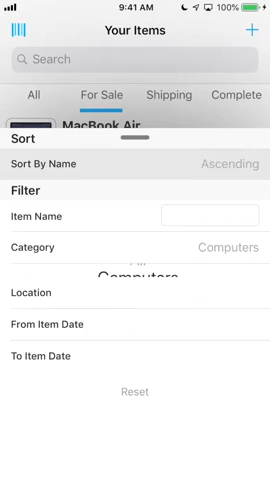 9:41 AM 100%
Your Items
Search
All For Sale Shipping Complete
MacBook Air
Sort
Sort By Name Ascending
Filter
Item Name
Category Computers
All
Computers
Location
From Item Date
To Item Date
Reset